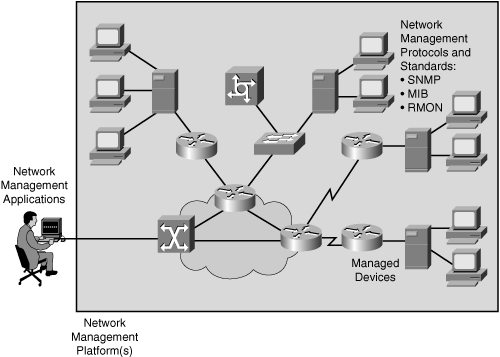 Network
Management
Protocols and
Standards:
• SNMP
• MIB
• RMON
Network
Management
Applications
Managed
Devices
Network
Management
Platform(s)